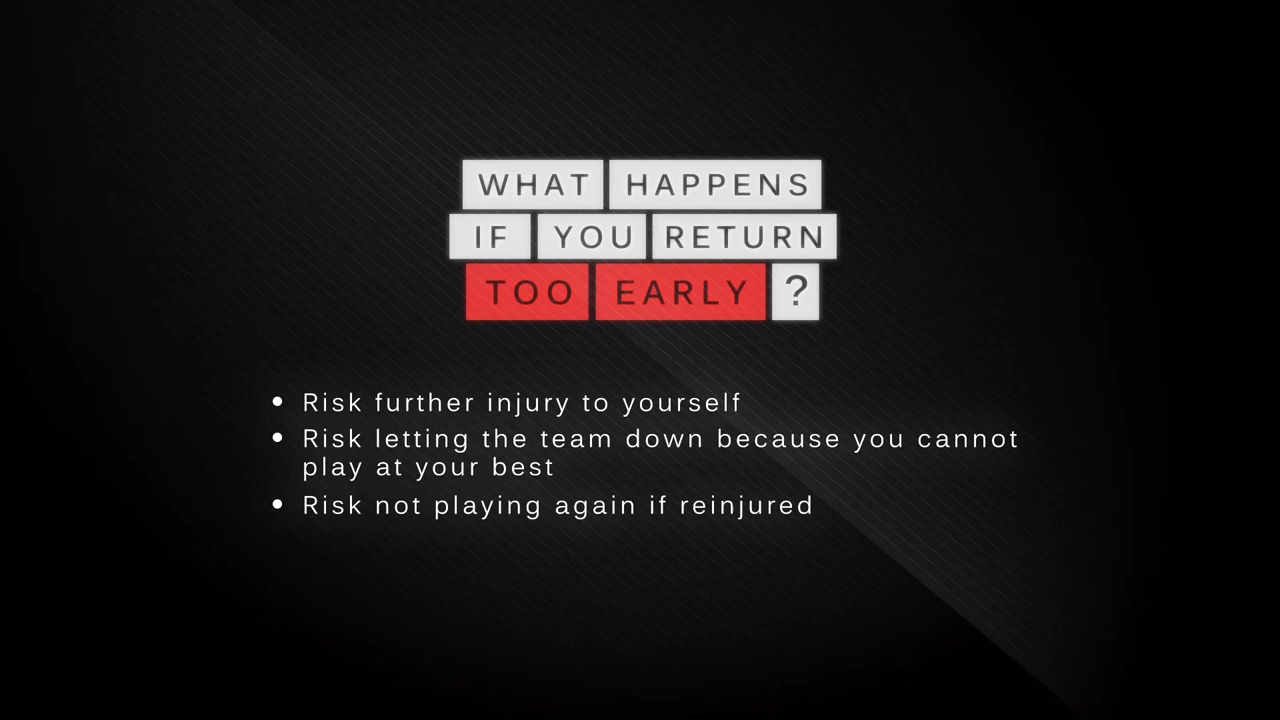 WHAT HAPPENS
IF YOU RETURN
TOO EARLY ?
• Risk further injury to yourself
• Risk letting the team down because you cannot
play at your best
• Risk not playing again if reinjured